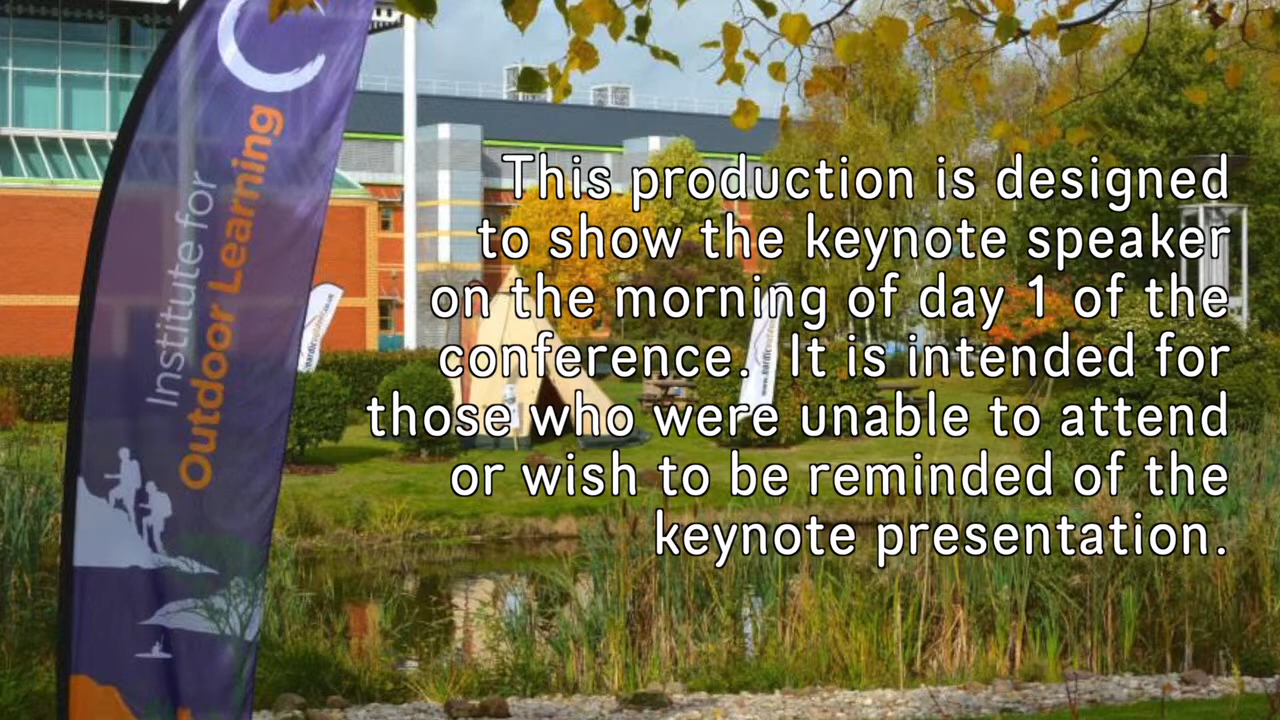 Institute for
Outdoor Learning
This production is designed
to show the keynote speaker
on the morning of day 1 of the
conference.  It is intended for
those who were unable to attend
or wish to be reminded of the
keynote presentation.